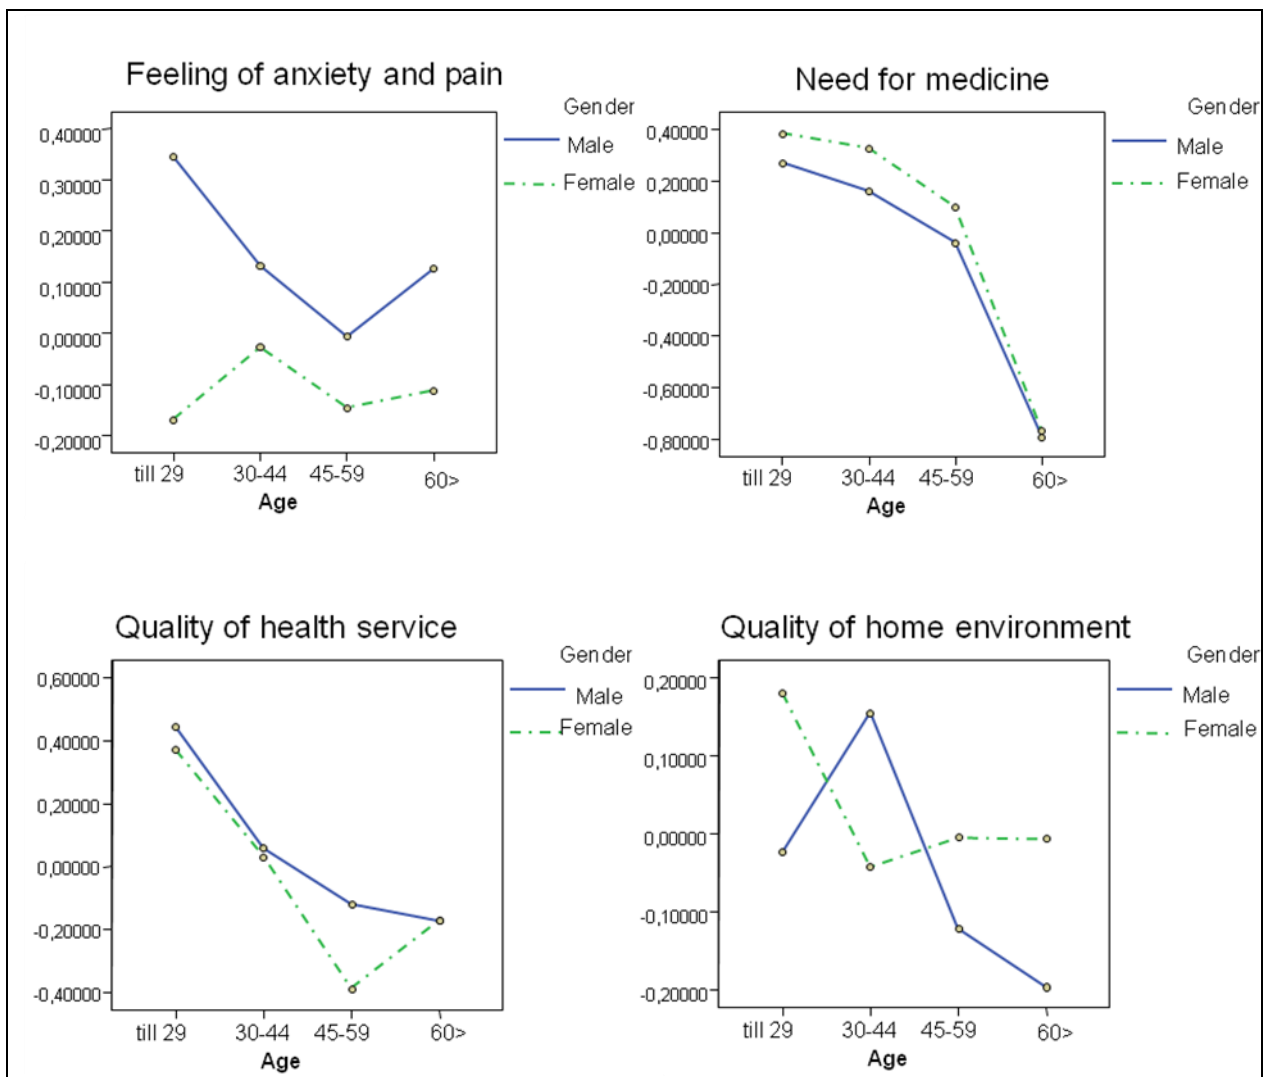 Feeling of anxiety and pain
Gender
Male
Female
0,40000
0,30000
0,20000
0,10000
0,00000
-0,10000
-0,20000
till 29 30-44 45-59 60>
Age
Need for medicine
Gender
Male
Female
0,40000
0,20000
0,00000
-0,20000
-0,40000
-0,60000
-0,80000
till 29 30-44 45-59 60>
Age
Quality of health service
Gender
Male
Female
0,60000
0,40000
0,20000
0,00000
-0,20000
-0,40000
till 29 30-44 45-59 60>
Age
Quality of home environment
Gender
Male
Female
0,20000
0,10000
0,00000
-0,10000
-0,20000
till 29 30-44 45-59 60>
Age